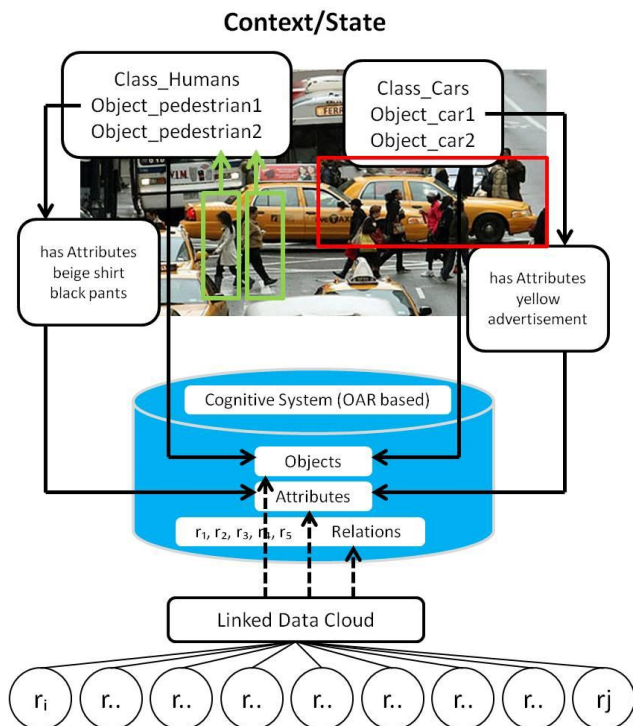 Context/State
Class_Humans
Object_pedestrian1
Object_pedestrian2
Class_Cars
Object_car1
Object_car2
has Attributes
beige shirt
black pants
has Attributes
yellow
advertisement
Cognitive System (OAR based)
Objects
Attributes
r₁, r₂, r₃, r₄, r₅ Relations
Linked Data Cloud
rᵢ r.. r.. r.. r.. r.. r.. r.. rj